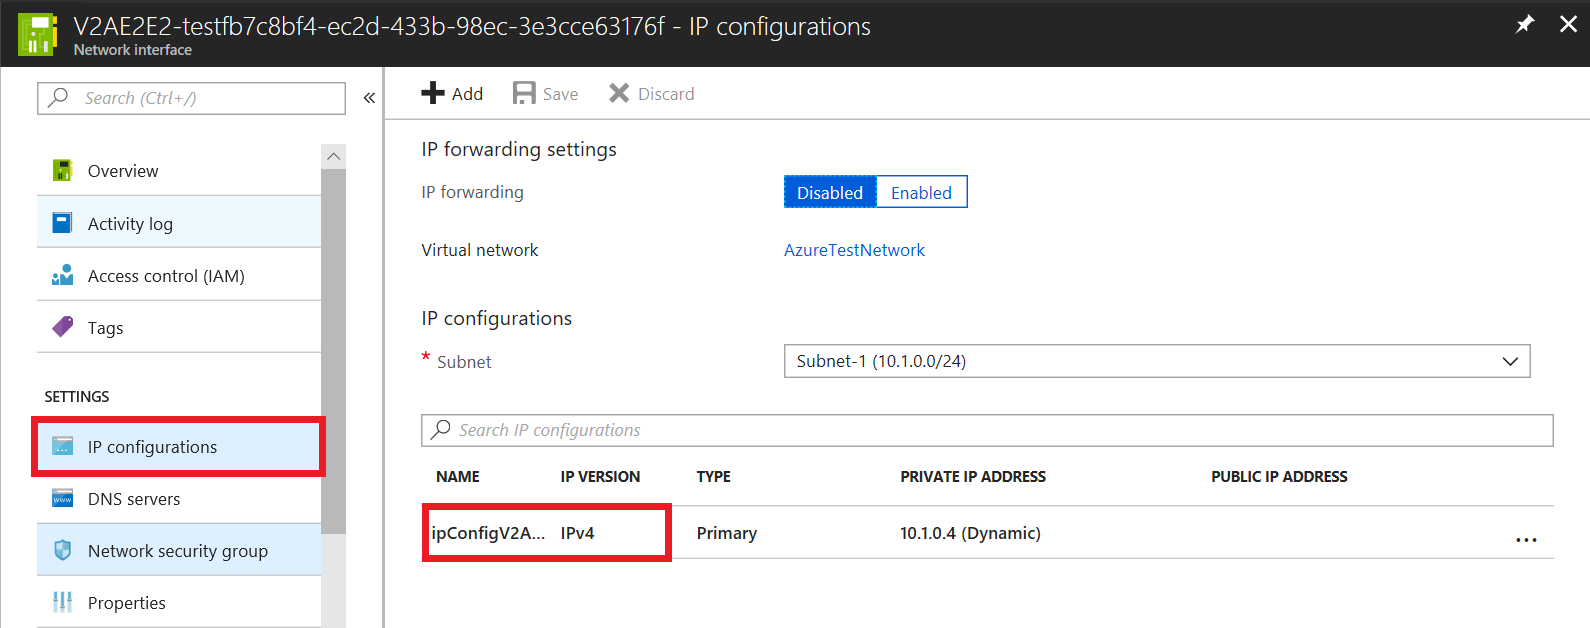 V2AE2E2-testfb7c8bf4-ec2d-433b-98ec-3e3cce63176f - IP configurations
Network interface
Search (Ctrl+/)
«
Overview
Activity log
Access control (IAM)
Tags
SETTINGS
IP configurations
DNS servers
Network security group
Properties
Add Save Discard
IP forwarding settings
IP forwarding Disabled Enabled
Virtual network AzureTestNetwork
IP configurations
* Subnet Subnet-1 (10.1.0.0/24)
Search IP configurations
NAME IP VERSION TYPE PRIVATE IP ADDRESS PUBLIC IP ADDRESS
ipConfigV2A... IPv4 Primary 10.1.0.4 (Dynamic) ...